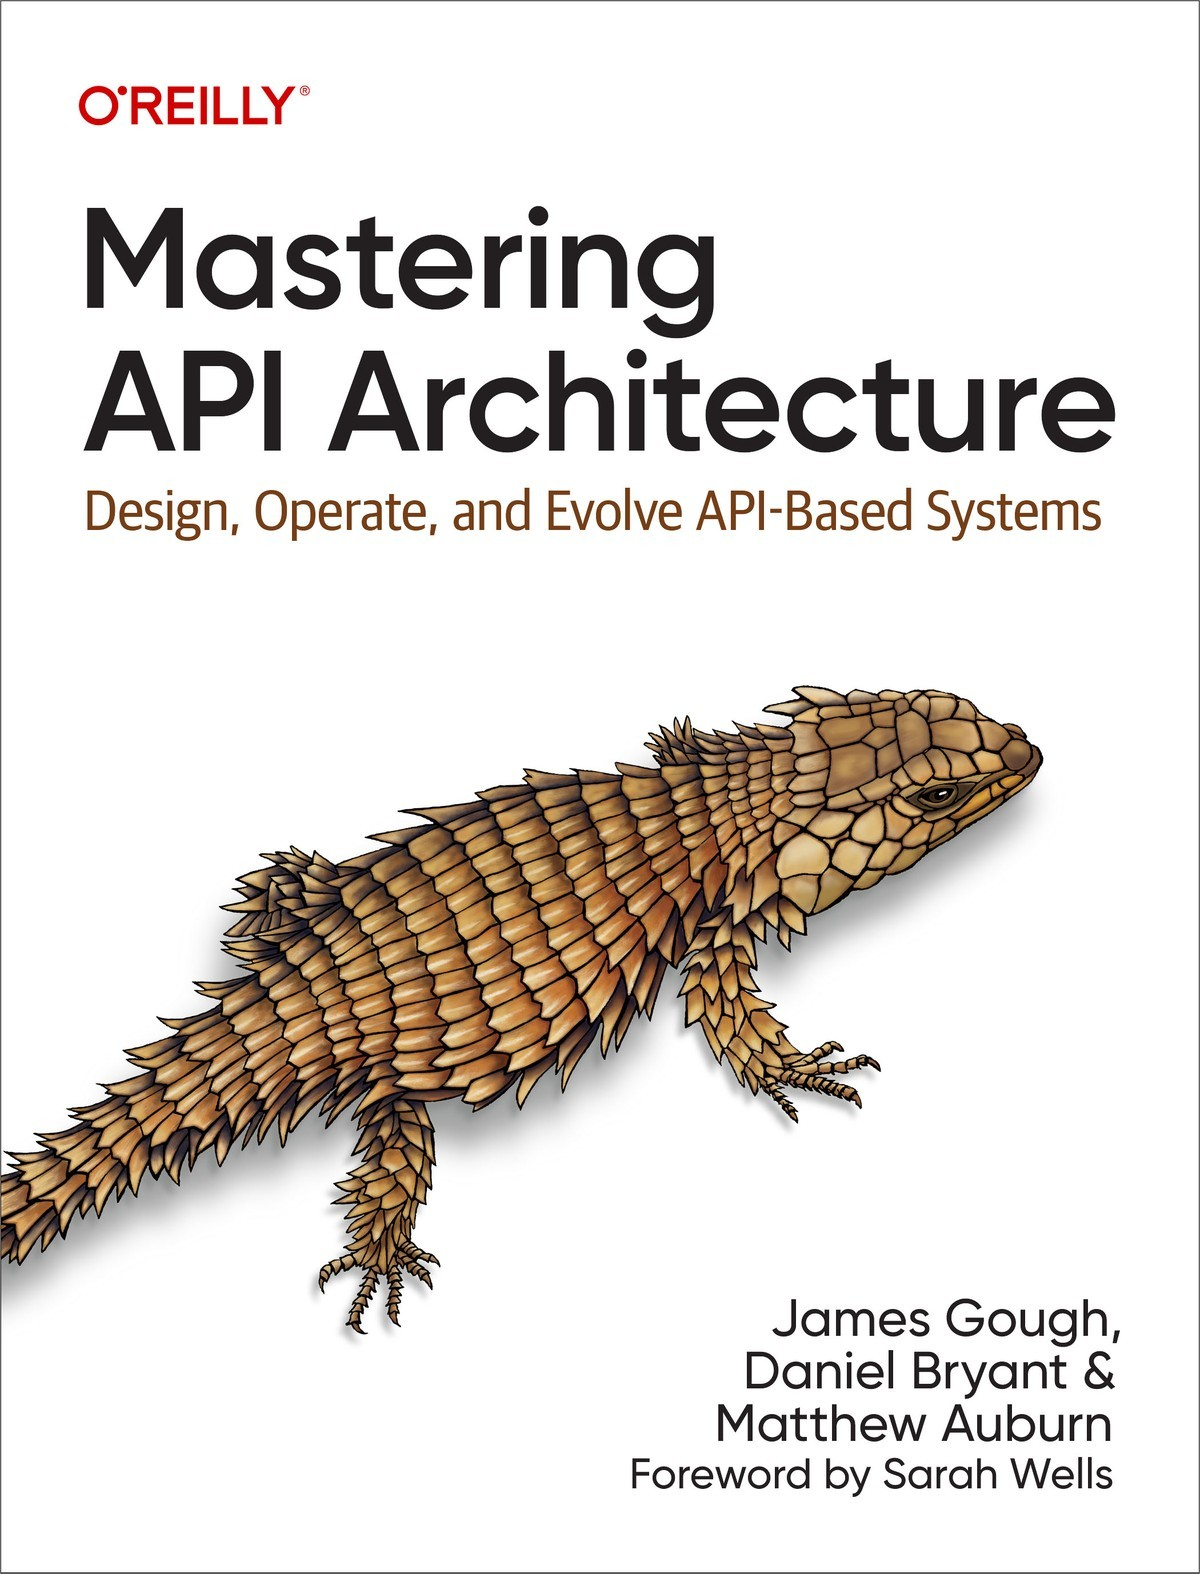 O'REILLY®
Mastering
API Architecture
Design, Operate, and Evolve API-Based Systems
James Gough,
Daniel Bryant &
Matthew Auburn
Foreword by Sarah Wells